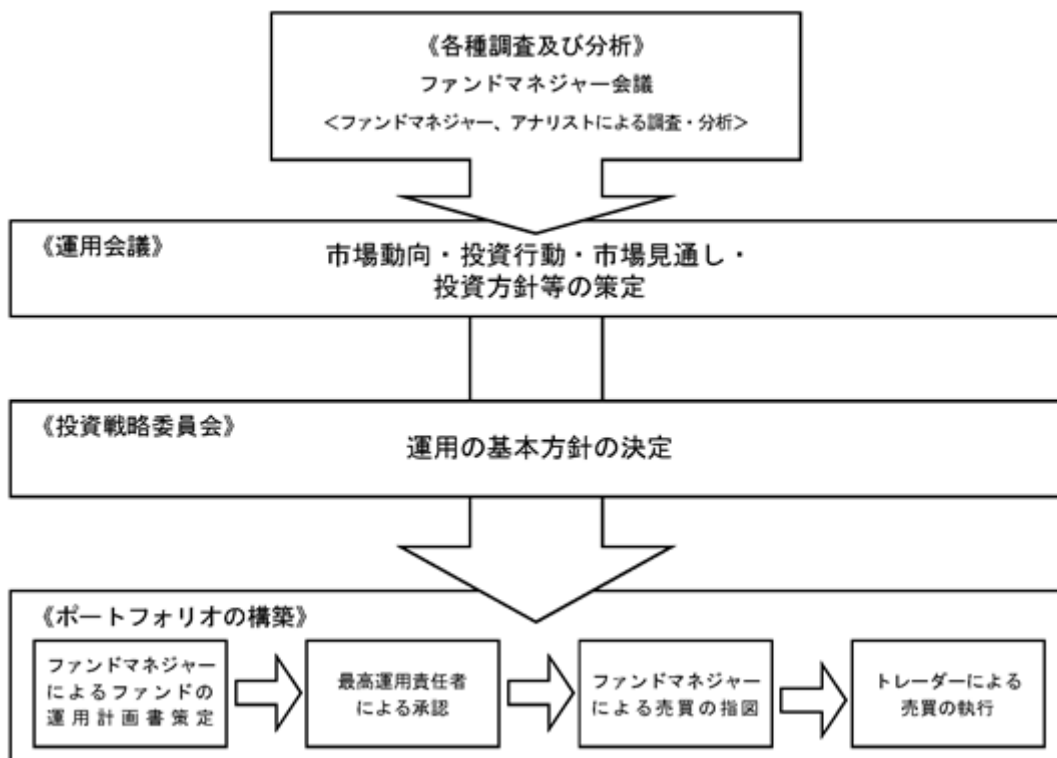 《各種調査及び分析》
ファンドマネジャー会議
＜ファンドマネジャー、アナリストによる調査・分析＞
《運用会議》
市場動向・投資行動・市場見通し・
投資方針等の策定
《投資戦略委員会》
運用の基本方針の決定
《ポートフォリオの構築》
ファンドマネジャー
によるファンドの
運用計画書策定
最高運用責任者
による承認
ファンドマネジャー
による売買の指図
トレーダーによる
売買の執行